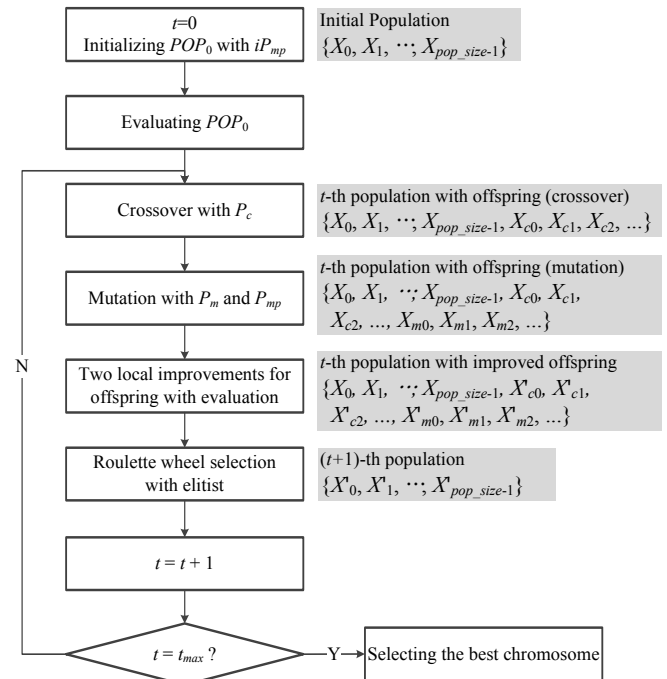 t=0
Initializing POP0 with iPmp
Initial Population
{X0, X1, ···, Xpop_size-1}
Evaluating POP0
Crossover with Pc
t-th population with offspring (crossover)
{X0, X1, ···, Xpop_size-1, Xc0, Xc1, Xc2, ...}
Mutation with Pm and Pmp
t-th population with offspring (mutation)
{X0, X1, ···, Xpop_size-1, Xc0, Xc1,
Xc2, ..., Xm0, Xm1, Xm2, ...}
N
Two local improvements for
offspring with evaluation
t-th population with improved offspring
{X0, X1, ···, Xpop_size-1, X'c0, X'c1,
X'c2, ..., X'm0, X'm1, X'm2, ...}
Roulette wheel selection
with elitist
(t+1)-th population
{X'0, X'1, ···, X'pop_size-1}
t = t + 1
t = tmax ?
Y
Selecting the best chromosome